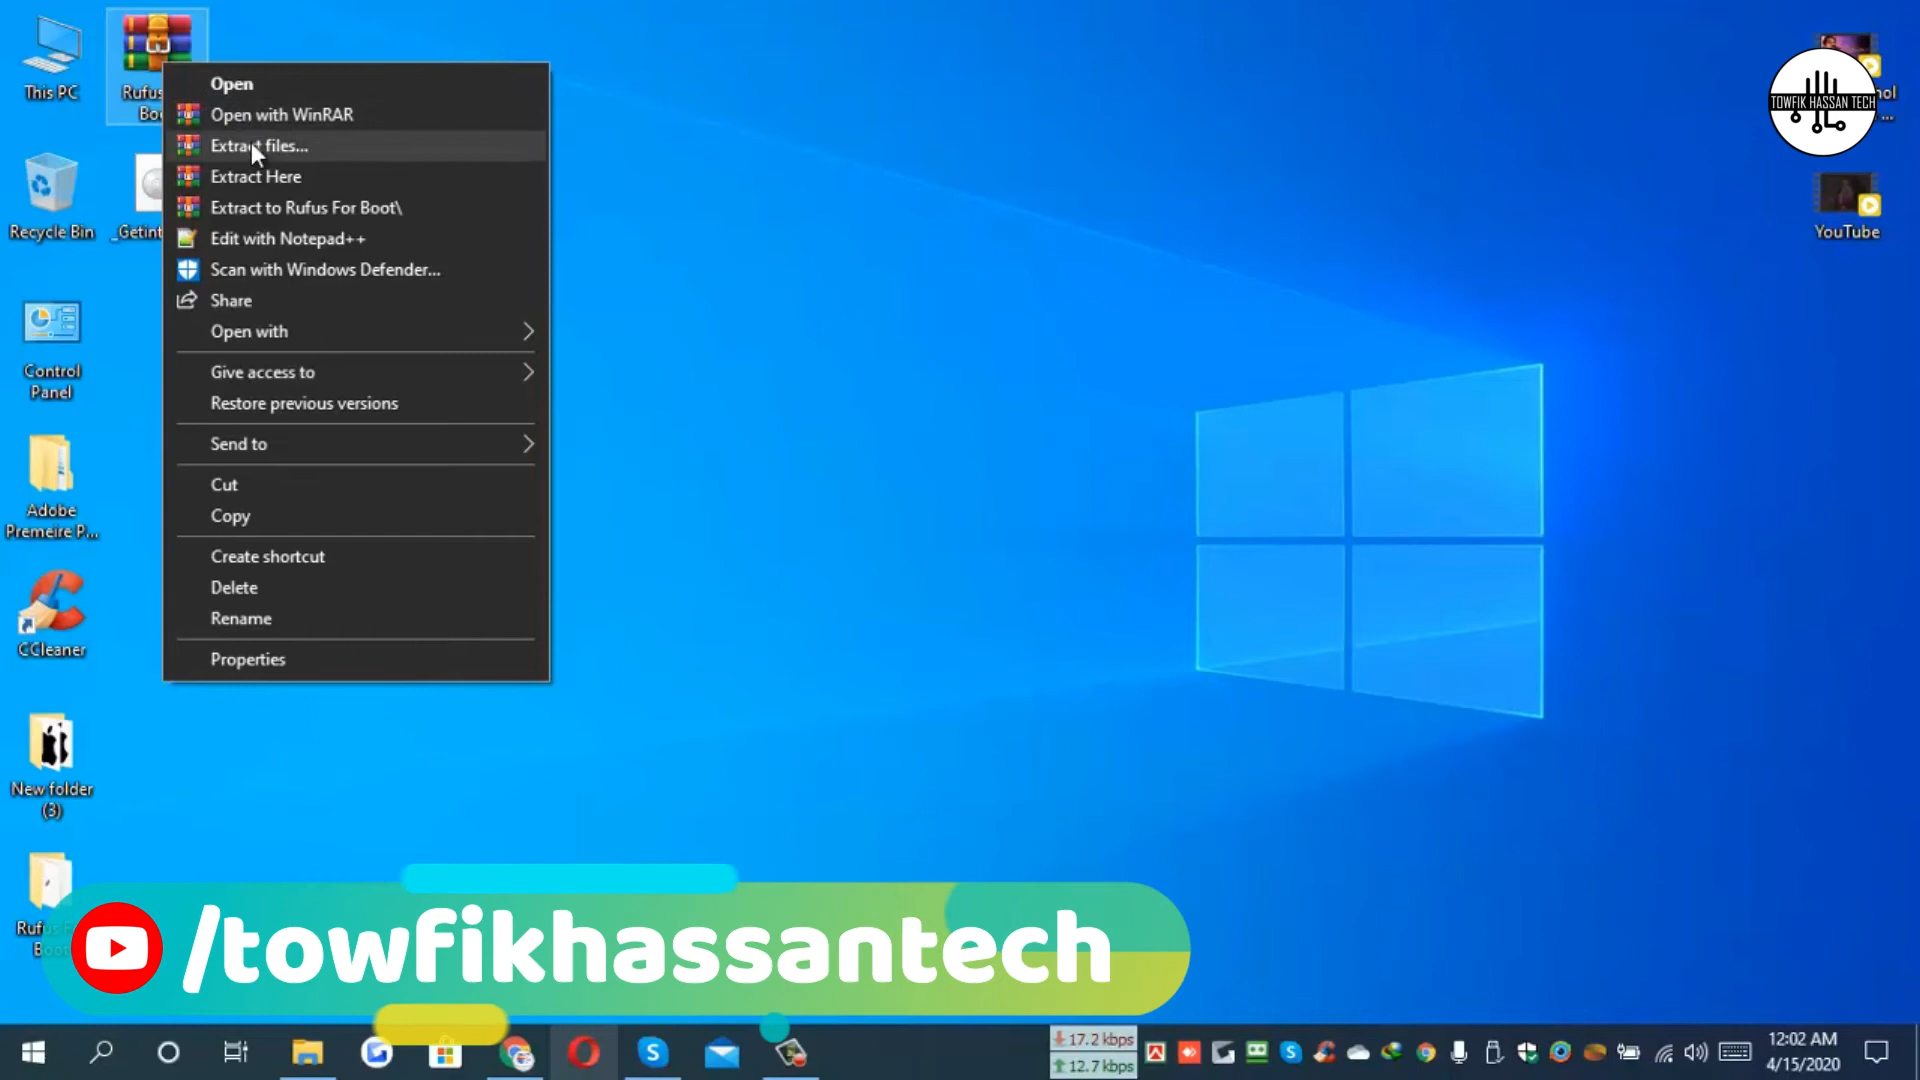 This PC
Rufus
Boo
Recycle Bin
_Getint
Control
Panel
Adobe
Premeire P...
CCleaner
New folder
(3)
Open
Open with WinRAR
Extract files...
Extract Here
Extract to Rufus For Boot\
Edit with Notepad++
Scan with Windows Defender...
Share
Open with
Give access to
Restore previous versions
Send to
Cut
Copy
Create shortcut
Delete
Rename
Properties
TOWFIK HASSAN TECH
YouTube
/towfikhassantech
17.2 kbps
12.7 kbps
12:02 AM
4/15/2020